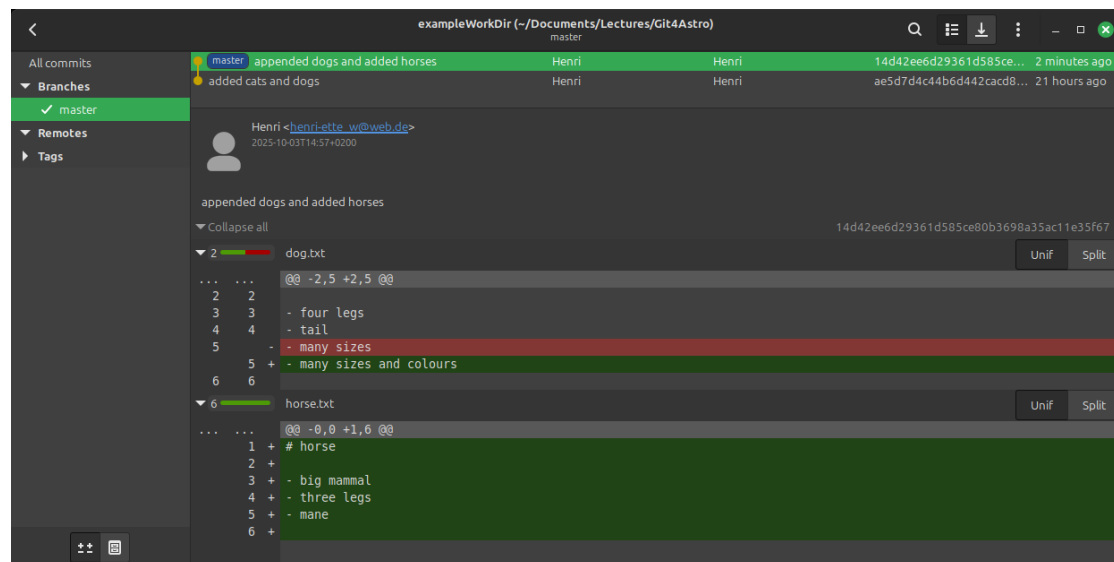 exampleWorkDir (~/Documents/Lectures/Git4Astro)
master
All commits
Branches
master
Remotes
Tags
master appended dogs and added horses Henri Henri 14d42ee6d29361d585ce... 2 minutes ago
added cats and dogs Henri Henri ae5d7d4c44b6d442cacd8... 21 hours ago
Henri <henri-ette_w@web.de>
2025-10-03T14:57+0200
appended dogs and added horses
Collapse all 14d42ee6d29361d585ce80b3698a35ac11e35f67
2 dog.txt Unif Split
... ... @@ -2,5 +2,5 @@
2 2
3 3 - four legs
4 4 - tail
5 - - many sizes
5 + - many sizes and colours
6 6
6 horse.txt Unif Split
... ... @@ -0,0 +1,6 @@
1 + # horse
2 +
3 + - big mammal
4 + - three legs
5 + - mane
6 +